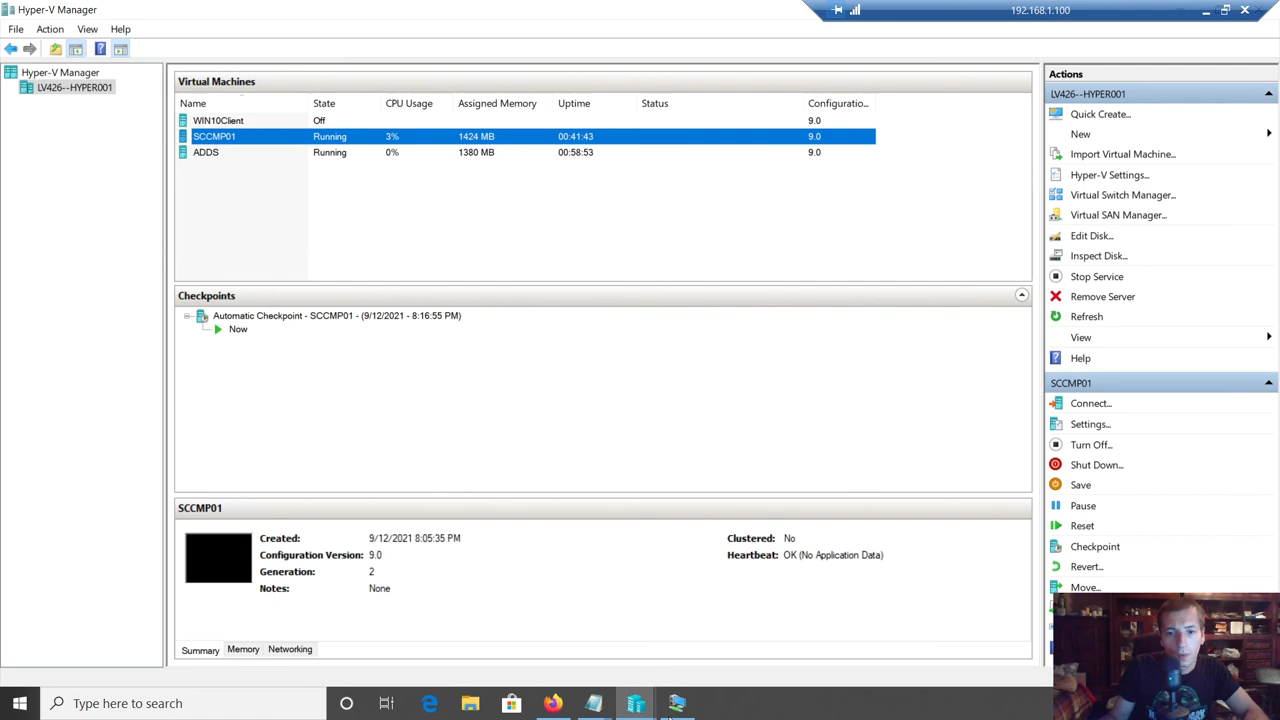 Hyper-V Manager
192.168.1.100
File Action View Help
Hyper-V Manager
LV426--HYPER001
Virtual Machines
Name State CPU Usage Assigned Memory Uptime Status Configuratio...
WIN10Client Off 9.0
SCCMP01 Running 3% 1424 MB 00:41:43 9.0
ADDS Running 0% 1380 MB 00:58:53 9.0
Checkpoints
Automatic Checkpoint - SCCMP01 - (9/12/2021 - 8:16:55 PM)
Now
SCCMP01
Created: 9/12/2021 8:05:35 PM Clustered: No
Configuration Version: 9.0 Heartbeat: OK (No Application Data)
Generation: 2
Notes: None
Summary Memory Networking
Actions
LV426--HYPER001
Quick Create...
New
Import Virtual Machine...
Hyper-V Settings...
Virtual Switch Manager...
Virtual SAN Manager...
Edit Disk...
Inspect Disk...
Stop Service
Remove Server
Refresh
View
Help
SCCMP01
Connect...
Settings...
Turn Off...
Shut Down...
Save
Pause
Reset
Checkpoint
Revert...
Move...
Type here to search